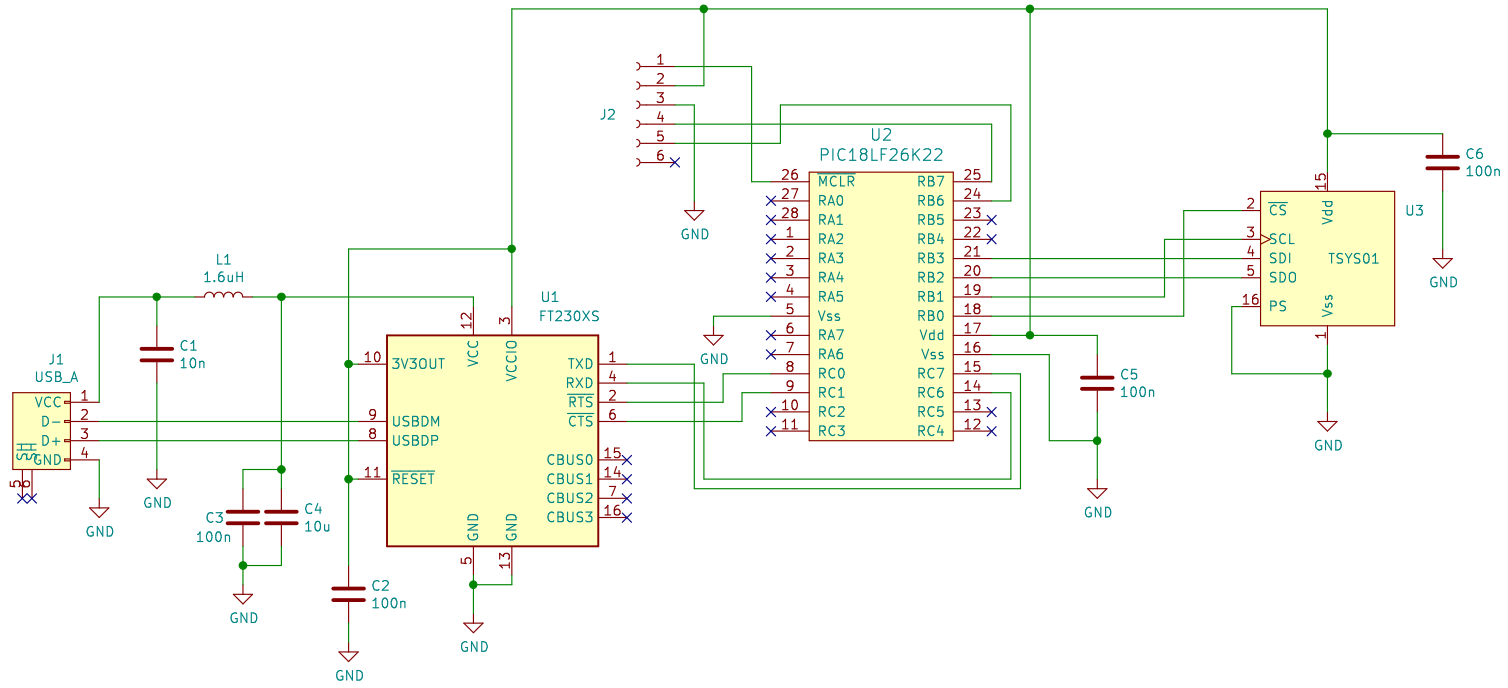 J2
1
2
3
4
5
6
GND
U2
PIC18LF26K22
26 MCLR RB7 25
27 RA0 RB6 24
28 RA1 RB5 23
1 RA2 RB4 22
2 RA3 RB3 21
3 RA4 RB2 20
4 RA5 RB1 19
5 Vss RB0 18
6 RA7 Vdd 17
7 RA6 Vss 16
8 RC0 RC7 15
9 RC1 RC6 14
10 RC2 RC5 13
11 RC3 RC4 12
GND
C5
100n
GND
C6
100n
GND
U3
TSYS01
15 Vdd
2 CS
3 SCL
4 SDI
5 SDO
16 PS
Vss 1
GND
L1
1.6uH
C1
10n
GND
J1
USB_A
VCC 1
D- 2
D+ 3
GND 4
SH
5 6
GND
C3
100n
C4
10u
GND
U1
FT230XS
12 VCC
3 VCCIO
10 3V3OUT TXD 1
RXD 4
RTS 2
9 USBDM CTS 6
8 USBDP
CBUS0 15
11 RESET CBUS1 14
CBUS2 7
CBUS3 16
GND 5
GND 13
GND
C2
100n
GND